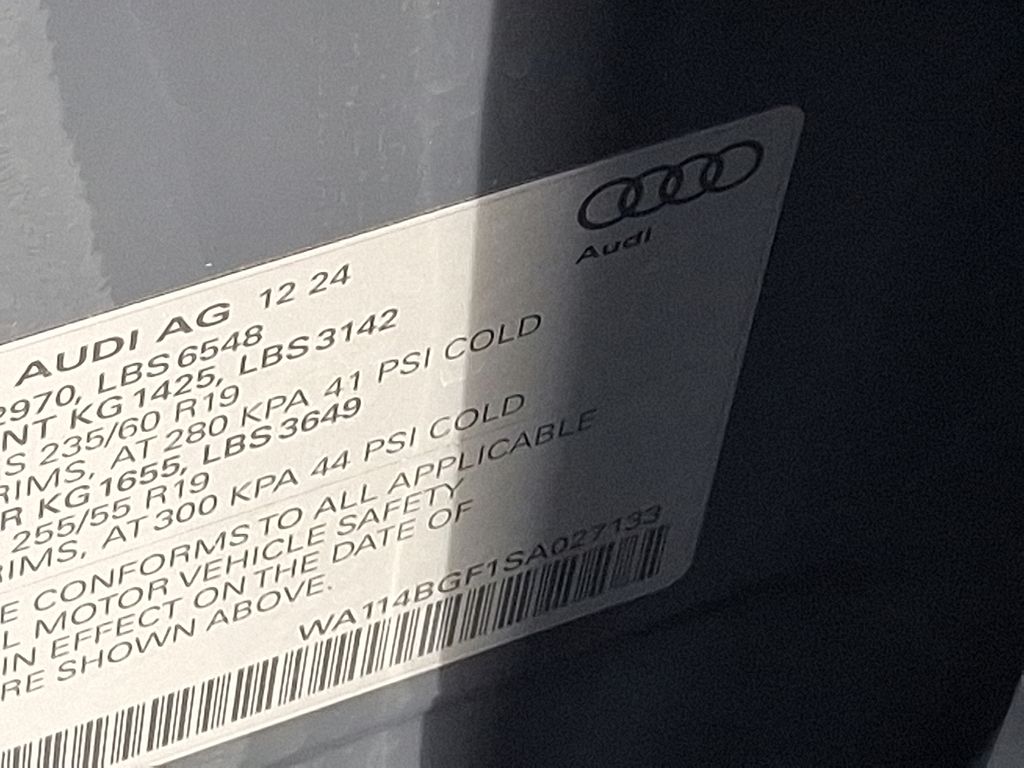 Audi
AUDI AG 12 24
2970, LBS 6548
NT KG 1425, LBS 3142
S 235/60 R19
RIMS, AT 280 KPA 41 PSI COLD
R KG 1655, LBS 3649
255/55 R19
RIMS, AT 300 KPA 44 PSI COLD
E CONFORMS TO ALL APPLICABLE
L MOTOR VEHICLE SAFETY
IN EFFECT ON THE DATE OF
RE SHOWN ABOVE.
WA114BGF1SA027133